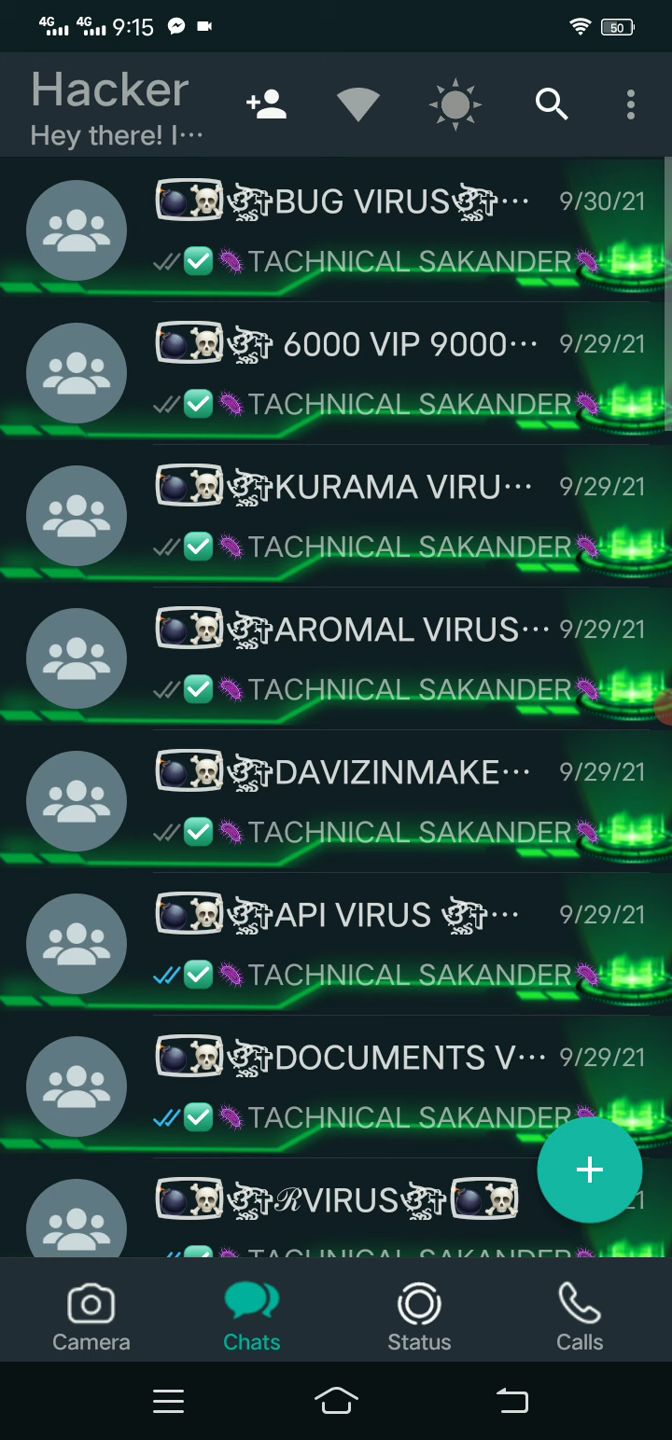 4G 4G 9:15 50
Hacker
Hey there! I···
BUG VIRUS ··· 9/30/21
TACHNICAL SAKANDER
6000 VIP 9000··· 9/29/21
TACHNICAL SAKANDER
KURAMA VIRU··· 9/29/21
TACHNICAL SAKANDER
AROMAL VIRUS··· 9/29/21
TACHNICAL SAKANDER
DAVIZINMAKE··· 9/29/21
TACHNICAL SAKANDER
API VIRUS ··· 9/29/21
TACHNICAL SAKANDER
DOCUMENTS V··· 9/29/21
TACHNICAL SAKANDER
ℛVIRUS
Camera Chats Status Calls